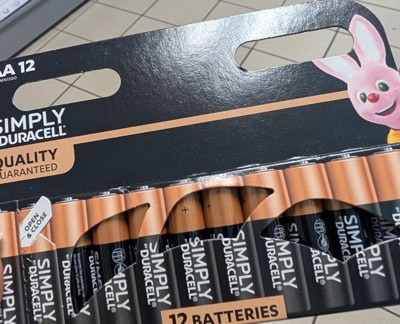 AA 12
SIMPLY
DURACELL
QUALITY
GUARANTEED
OPEN
& CLOSE
SIMPLY
DURACELL
SIMPLY
DURACELL
SIMPLY
DURACELL
SIMPLY
DURACELL
SIMPLY
DURACELL
SIMPLY
DURACELL
12 BATTERIES